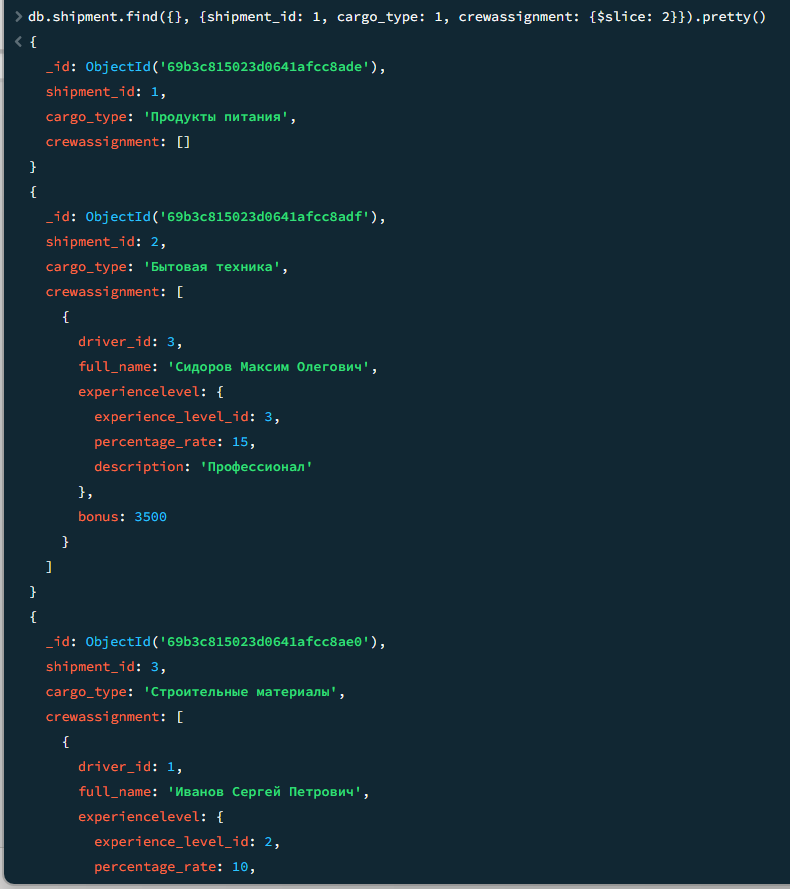 > db.shipment.find({}, {shipment_id: 1, cargo_type: 1, crewassignment: {$slice: 2}}).pretty()
< {
_id: ObjectId('69b3c815023d0641afcc8ade'),
shipment_id: 1,
cargo_type: 'Продукты питания',
crewassignment: []
}
{
_id: ObjectId('69b3c815023d0641afcc8adf'),
shipment_id: 2,
cargo_type: 'Бытовая техника',
crewassignment: [
{
driver_id: 3,
full_name: 'Сидоров Максим Олегович',
experiencelevel: {
experience_level_id: 3,
percentage_rate: 15,
description: 'Профессионал'
},
bonus: 3500
}
]
}
{
_id: ObjectId('69b3c815023d0641afcc8ae0'),
shipment_id: 3,
cargo_type: 'Строительные материалы',
crewassignment: [
{
driver_id: 1,
full_name: 'Иванов Сергей Петрович',
experiencelevel: {
experience_level_id: 2,
percentage_rate: 10,